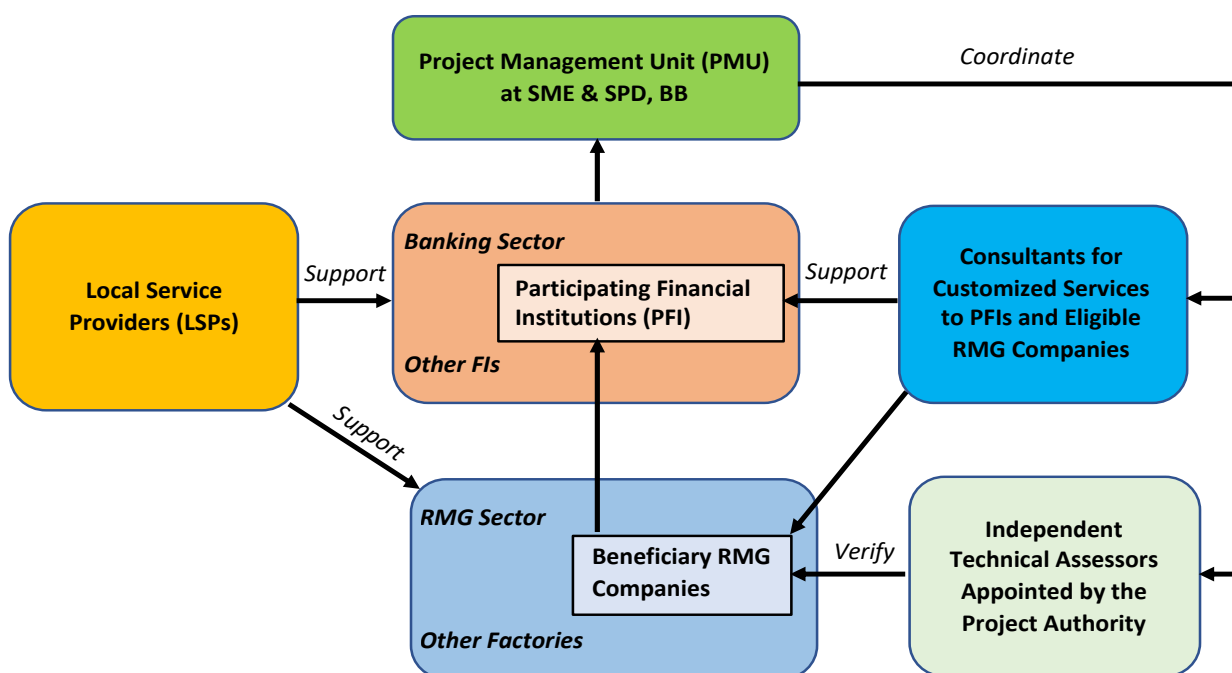 Project Management Unit (PMU)
at SME & SPD, BB
Coordinate
Local Service
Providers (LSPs)
Support
Banking Sector
Participating Financial
Institutions (PFI)
Other FIs
Support
Consultants for
Customized Services
to PFIs and Eligible
RMG Companies
Support
RMG Sector
Beneficiary RMG
Companies
Other Factories
Verify
Independent
Technical Assessors
Appointed by the
Project Authority